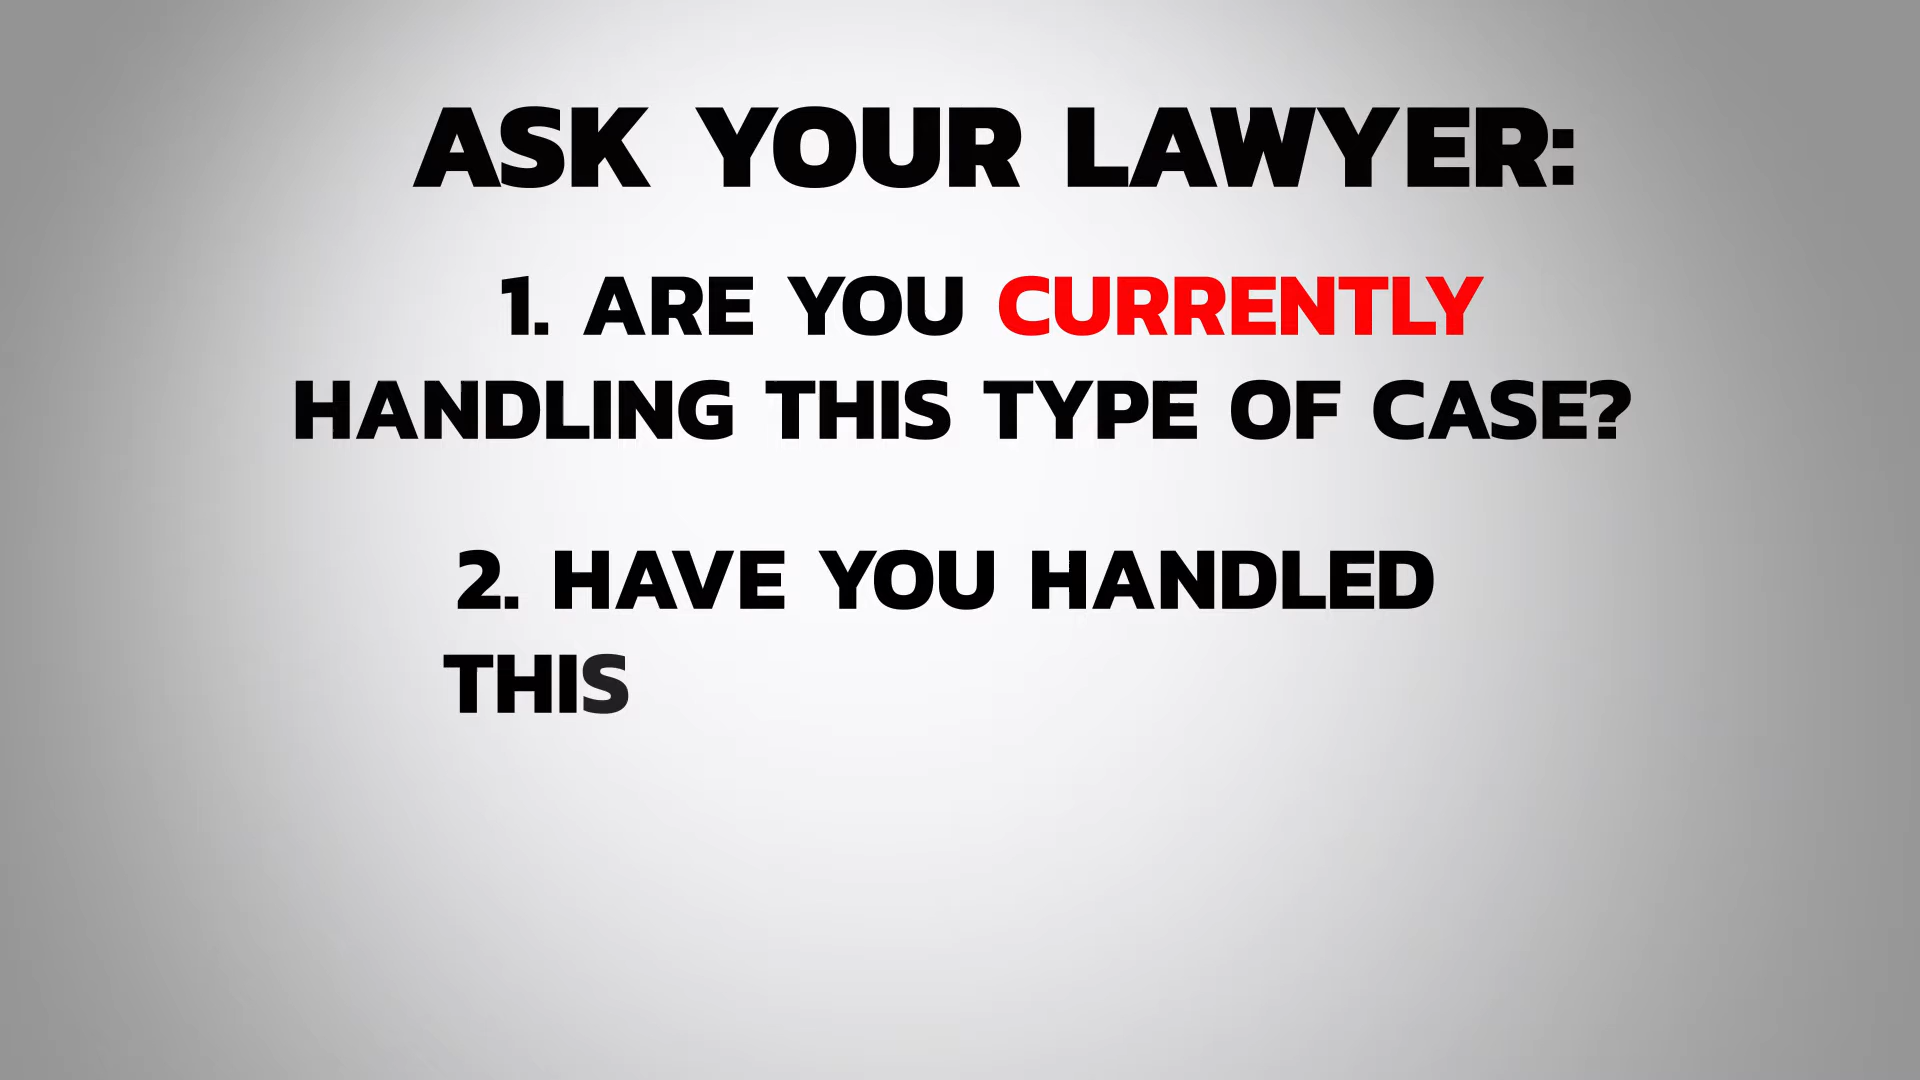 ASK YOUR LAWYER:
1. ARE YOU CURRENTLY
HANDLING THIS TYPE OF CASE?
2. HAVE YOU HANDLED
THIS